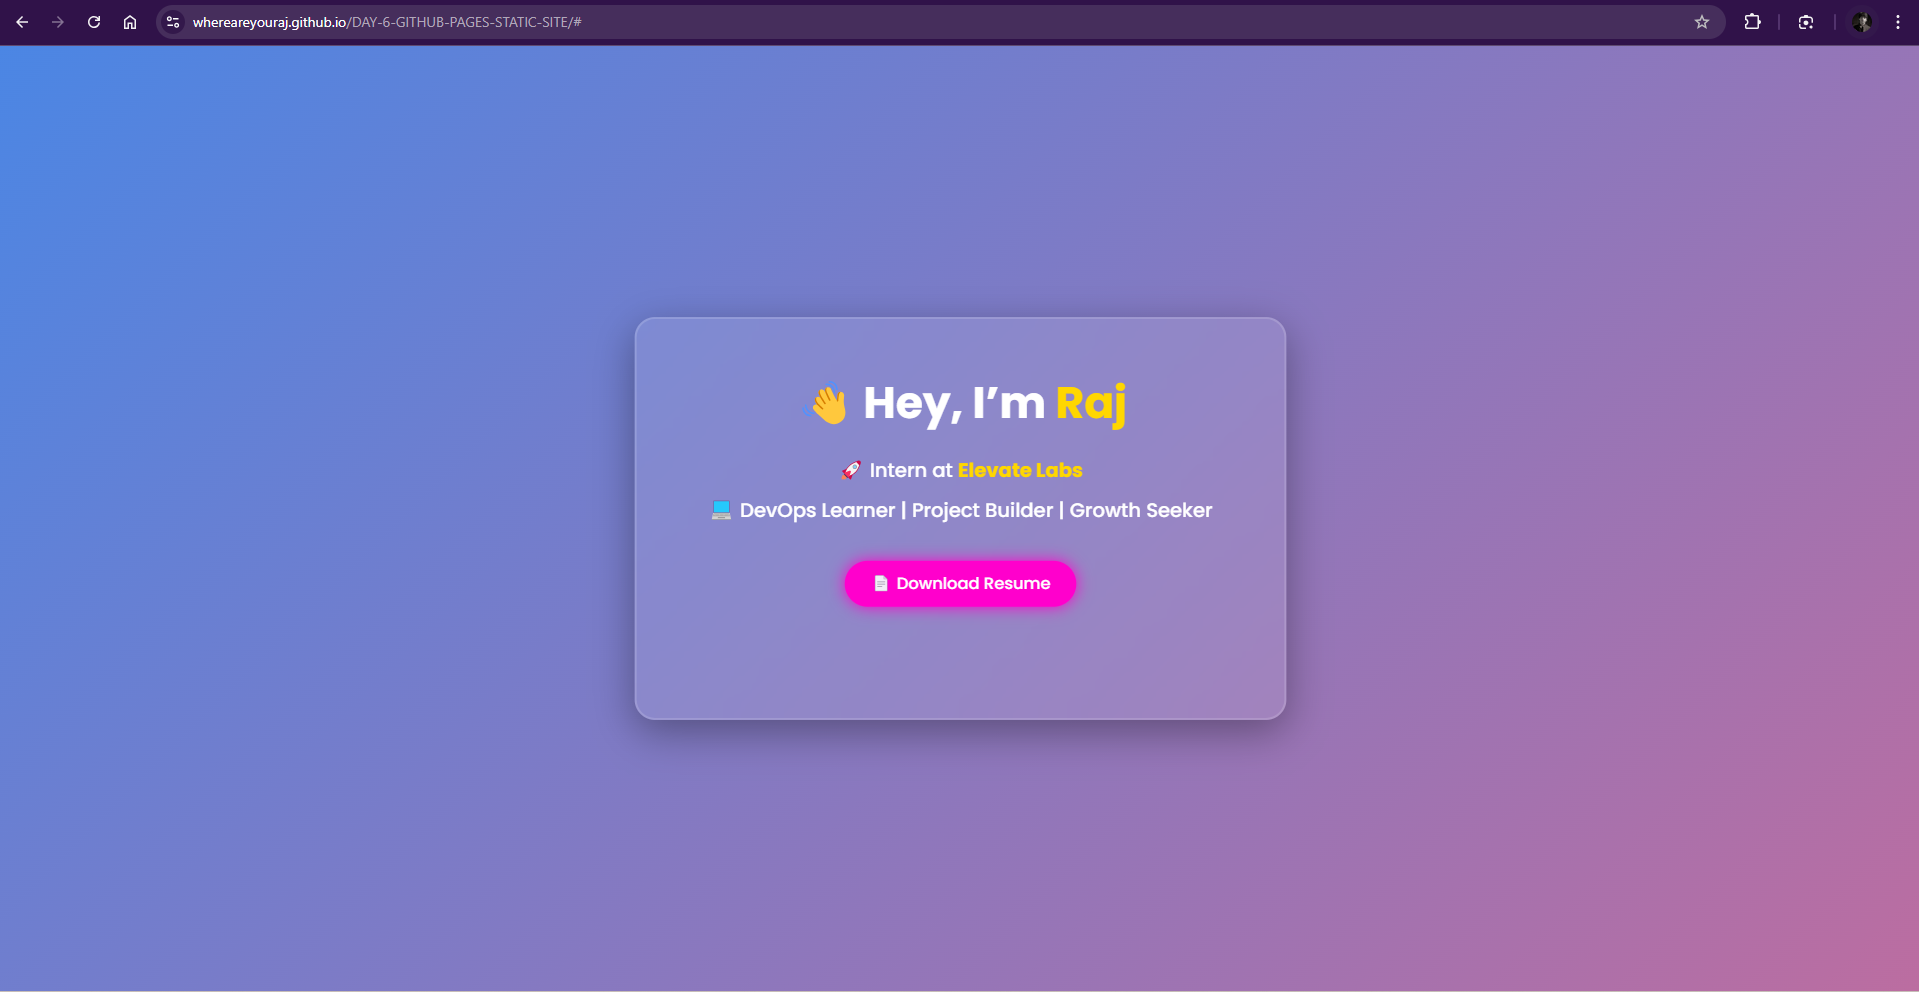 whereareyouraj.github.io/DAY-6-GITHUB-PAGES-STATIC-SITE/#
👋 Hey, I’m Raj
🚀 Intern at Elevate Labs
💻 DevOps Learner | Project Builder | Growth Seeker
📄 Download Resume